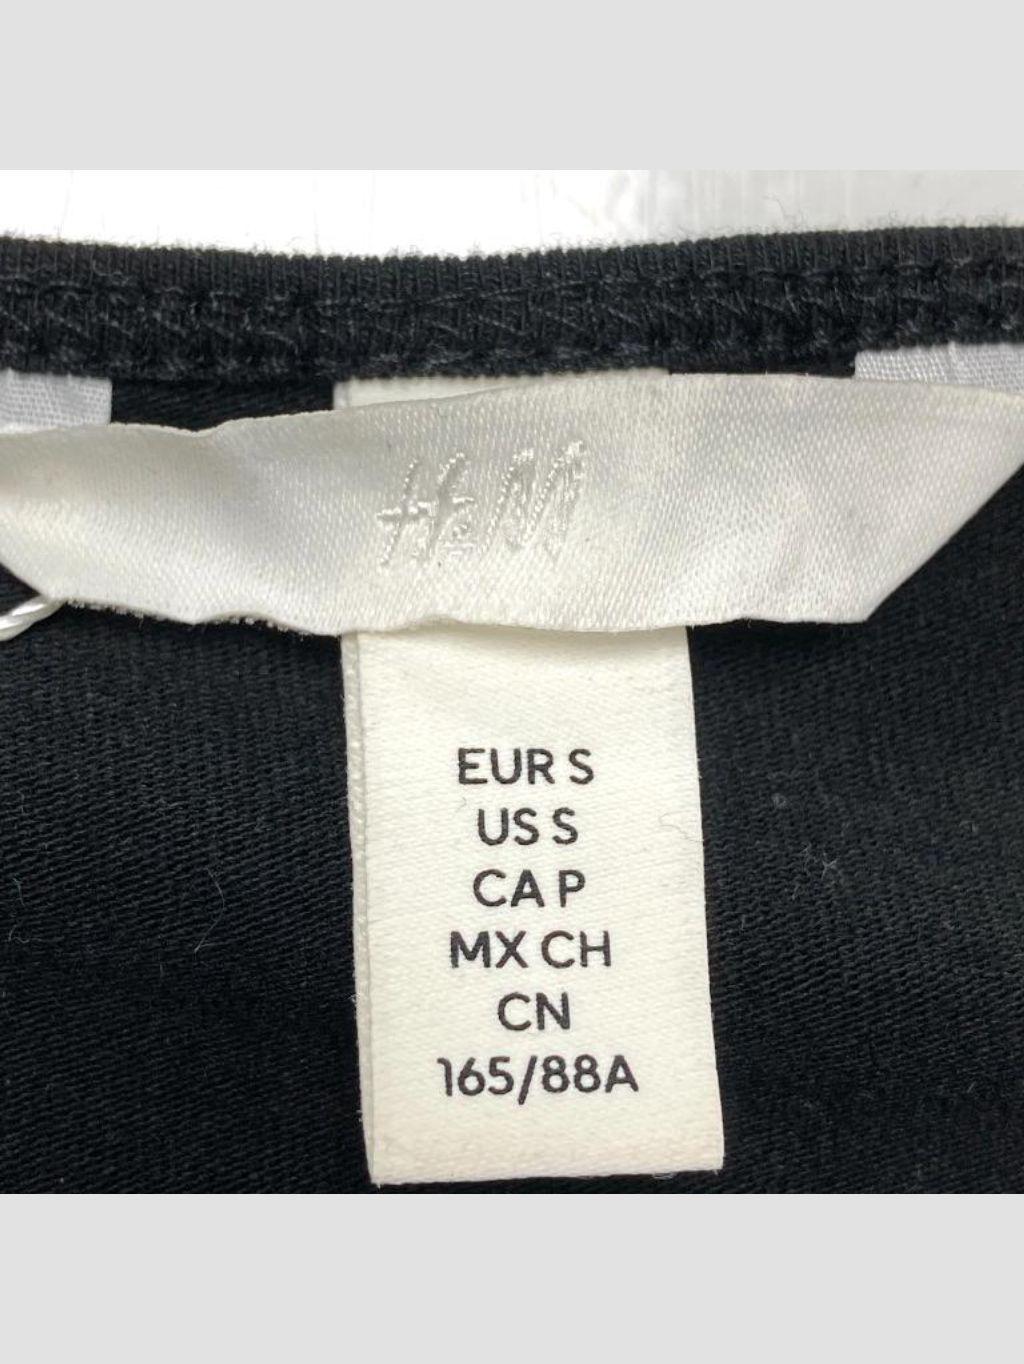 H&M
EUR S
US S
CA P
MX CH
CN
165/88A